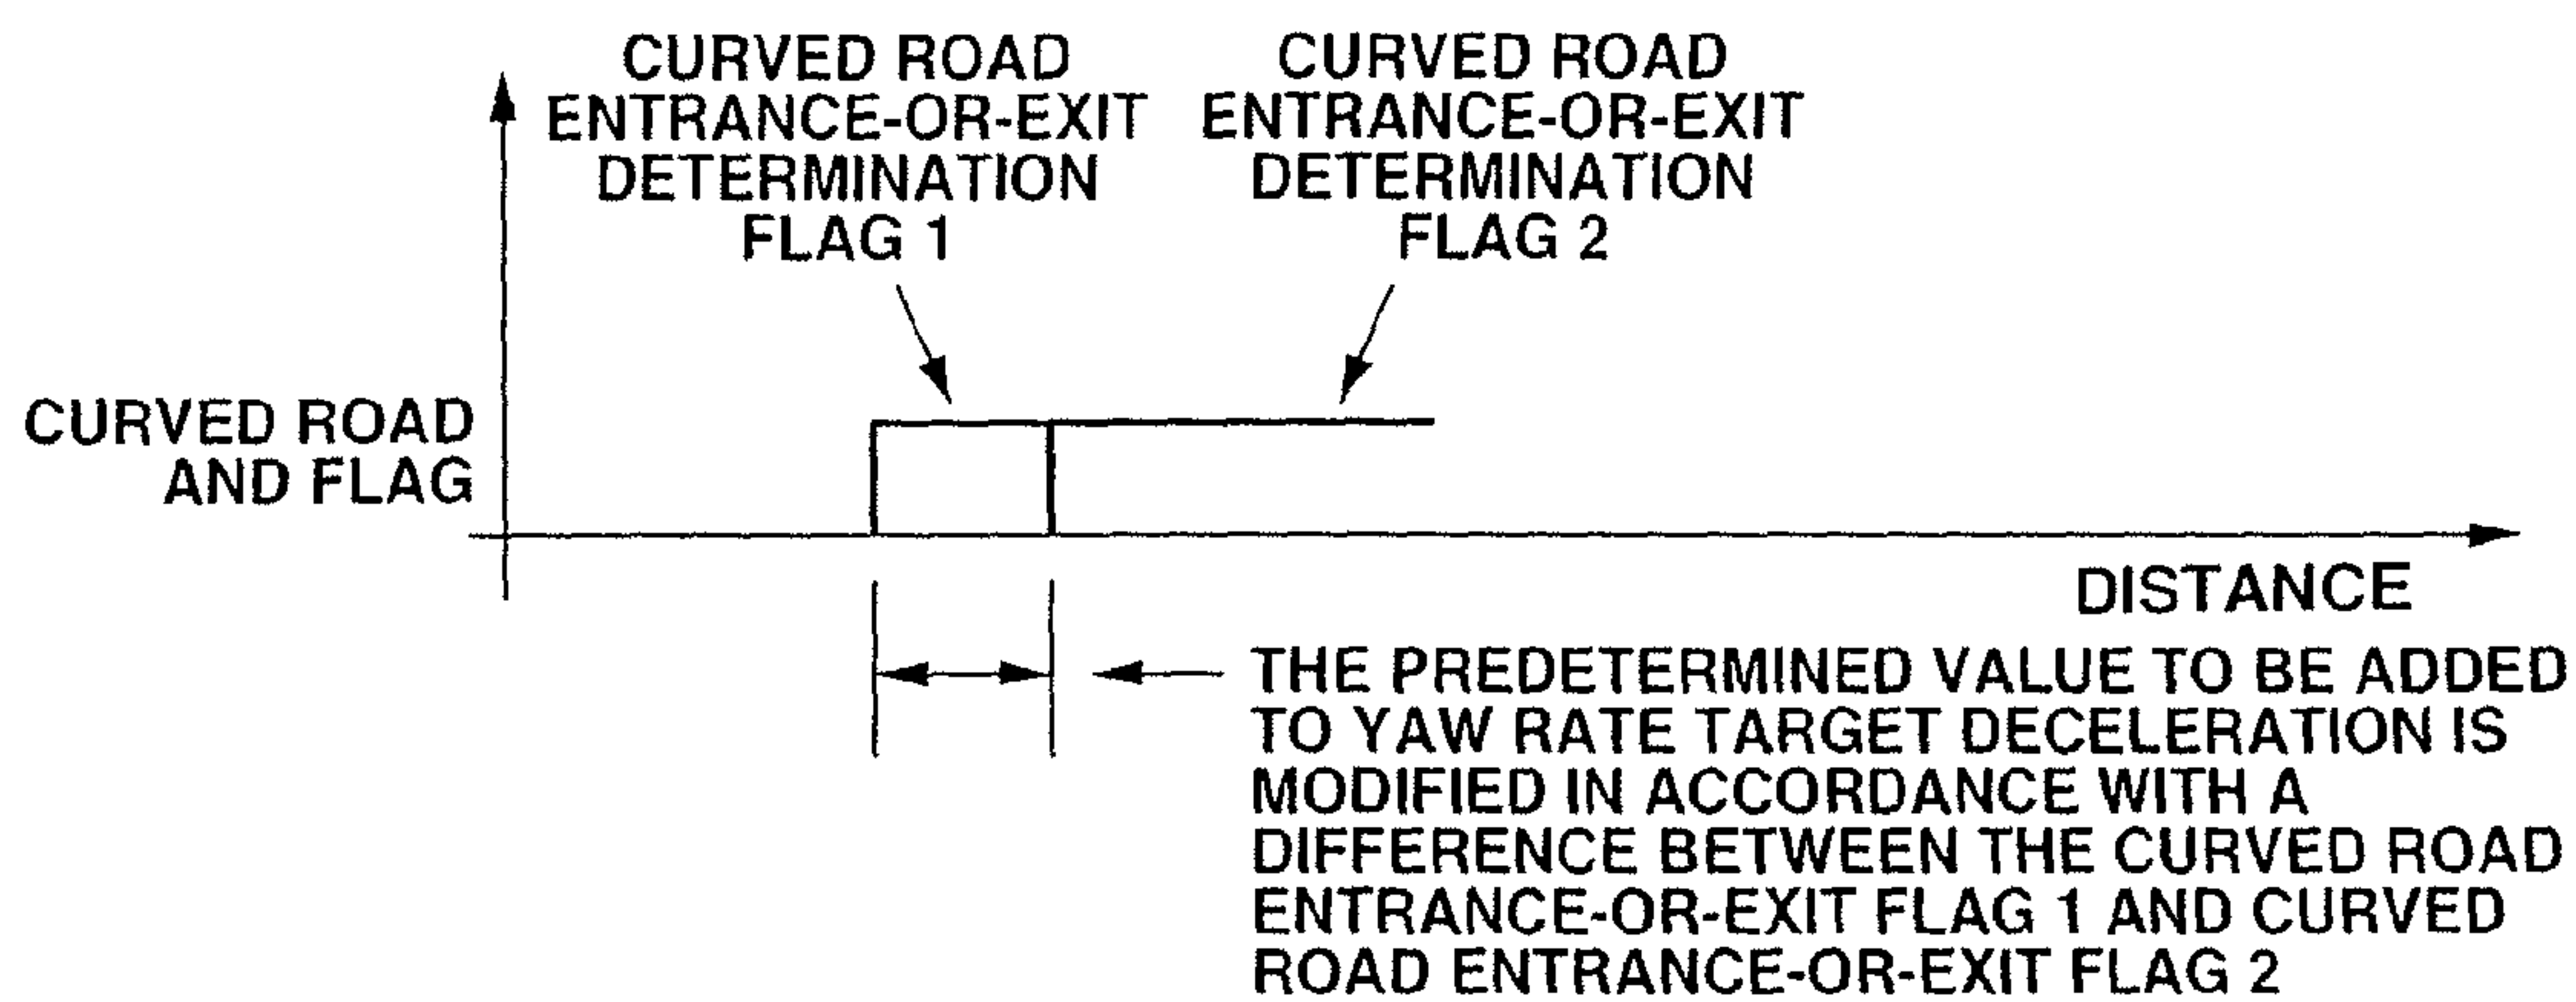 CURVED ROAD
ENTRANCE-OR-EXIT
DETERMINATION
FLAG 1
CURVED ROAD
ENTRANCE-OR-EXIT
DETERMINATION
FLAG 2
CURVED ROAD
AND FLAG
DISTANCE
THE PREDETERMINED VALUE TO BE ADDED
TO YAW RATE TARGET DECELERATION IS
MODIFIED IN ACCORDANCE WITH A
DIFFERENCE BETWEEN THE CURVED ROAD
ENTRANCE-OR-EXIT FLAG 1 AND CURVED
ROAD ENTRANCE-OR-EXIT FLAG 2